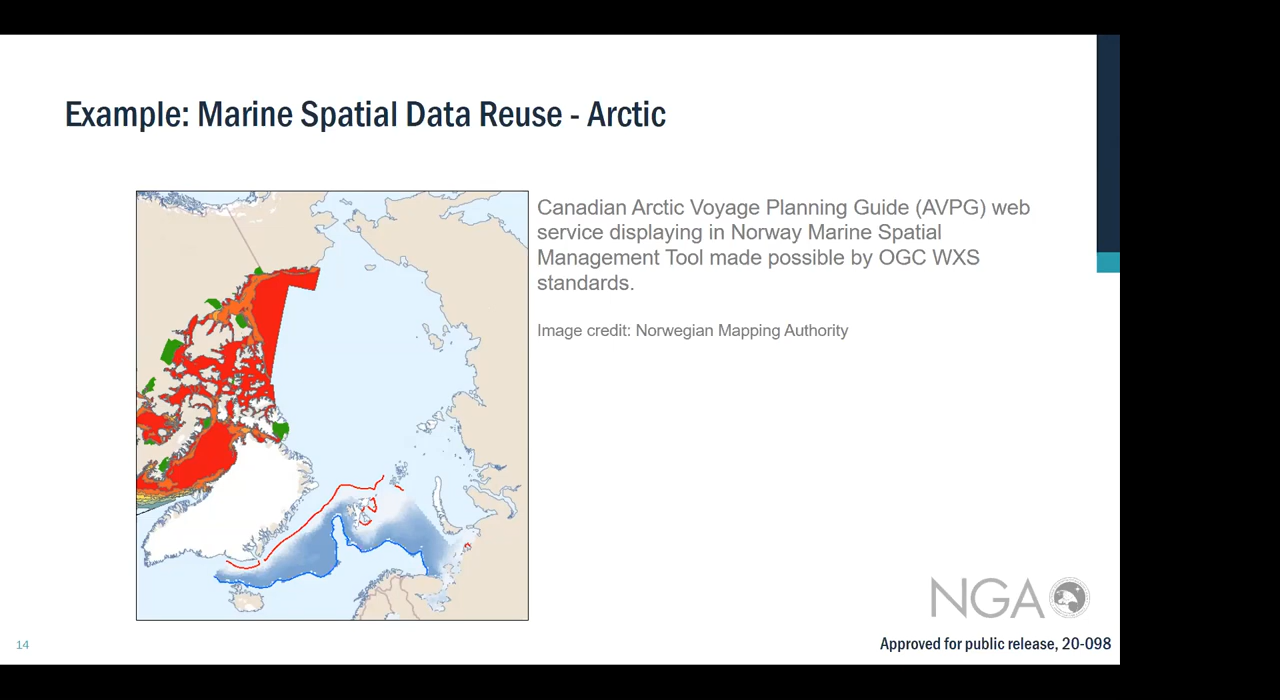 Example: Marine Spatial Data Reuse - Arctic
Canadian Arctic Voyage Planning Guide (AVPG) web
service displaying in Norway Marine Spatial
Management Tool made possible by OGC WXS
standards.
Image credit: Norwegian Mapping Authority
NGA
14
Approved for public release, 20-098